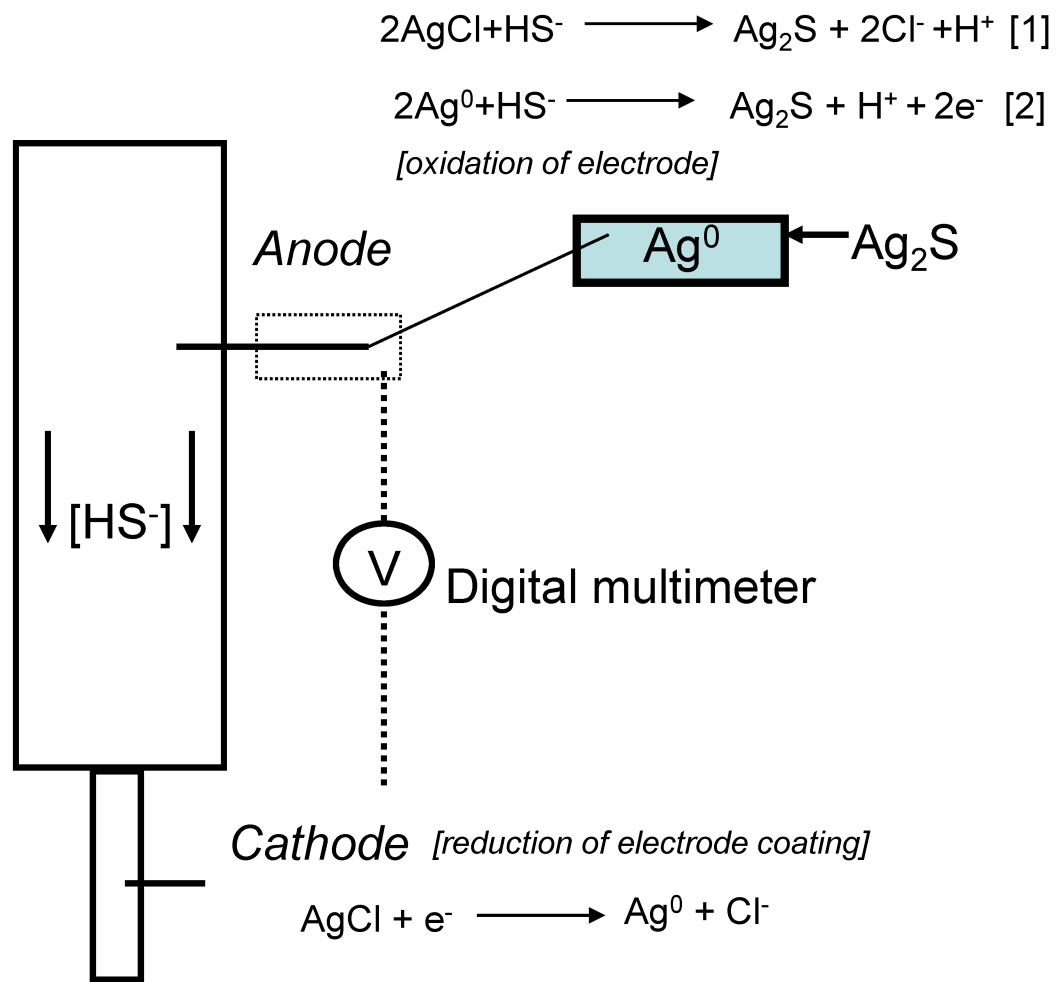 2AgCl+HS⁻ → Ag₂S + 2Cl⁻ +H⁺ [1]
2Ag⁰+HS⁻ → Ag₂S + H⁺ + 2e⁻ [2]
[oxidation of electrode]
Anode
Ag⁰
Ag₂S
[HS⁻]
V
Digital multimeter
Cathode [reduction of electrode coating]
AgCl + e⁻ → Ag⁰ + Cl⁻